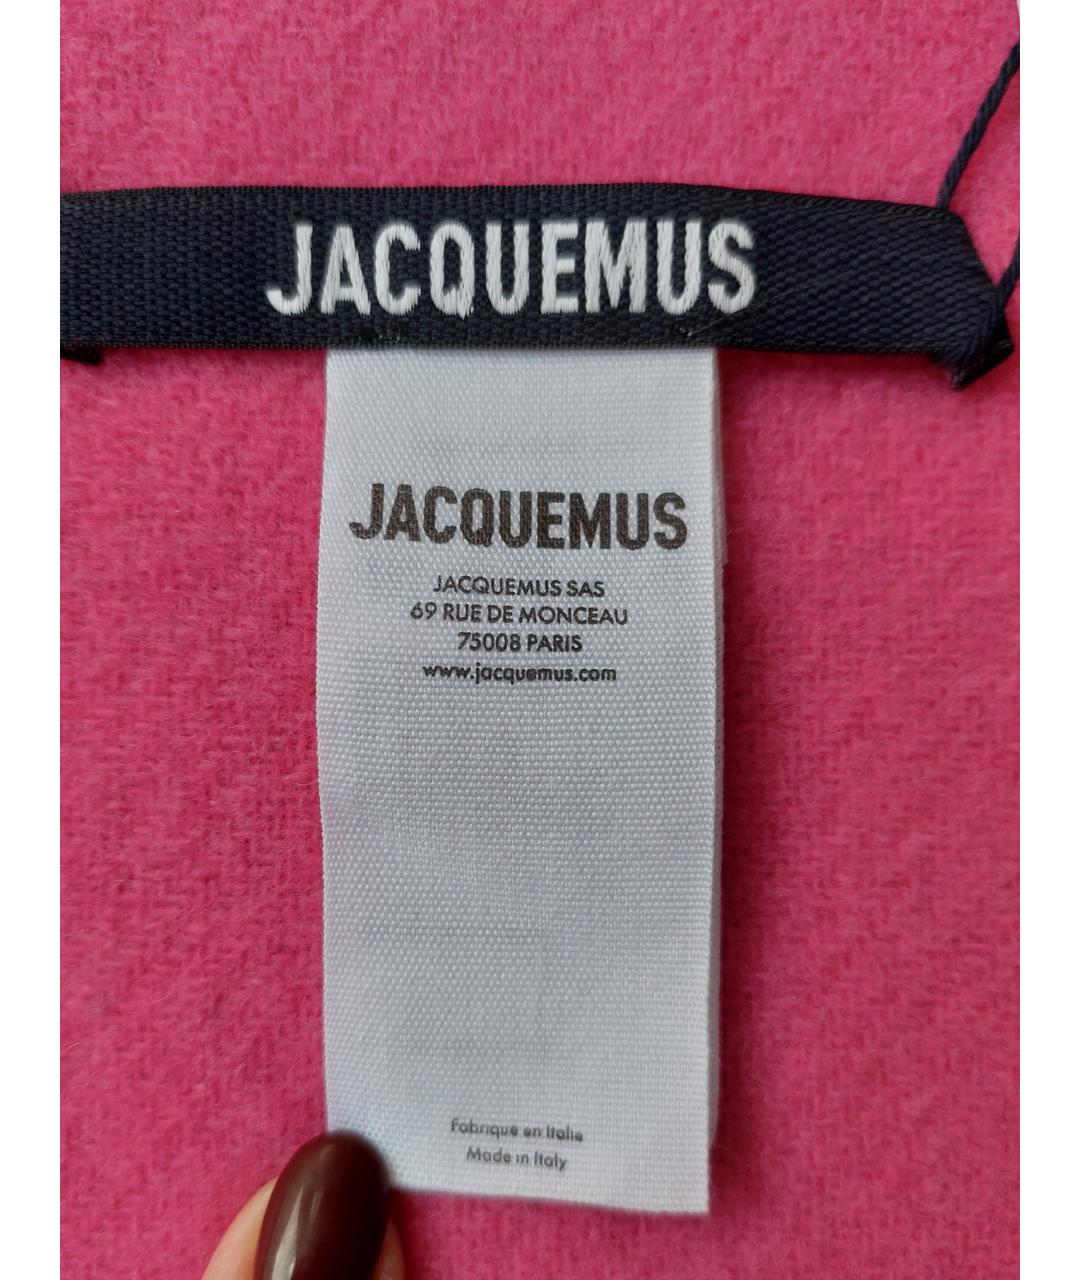 JACQUEMUS
JACQUEMUS
JACQUEMUS SAS
69 RUE DE MONCEAU
75008 PARIS
www.jacquemus.com
Fabriqué en Italie
Made in Italy